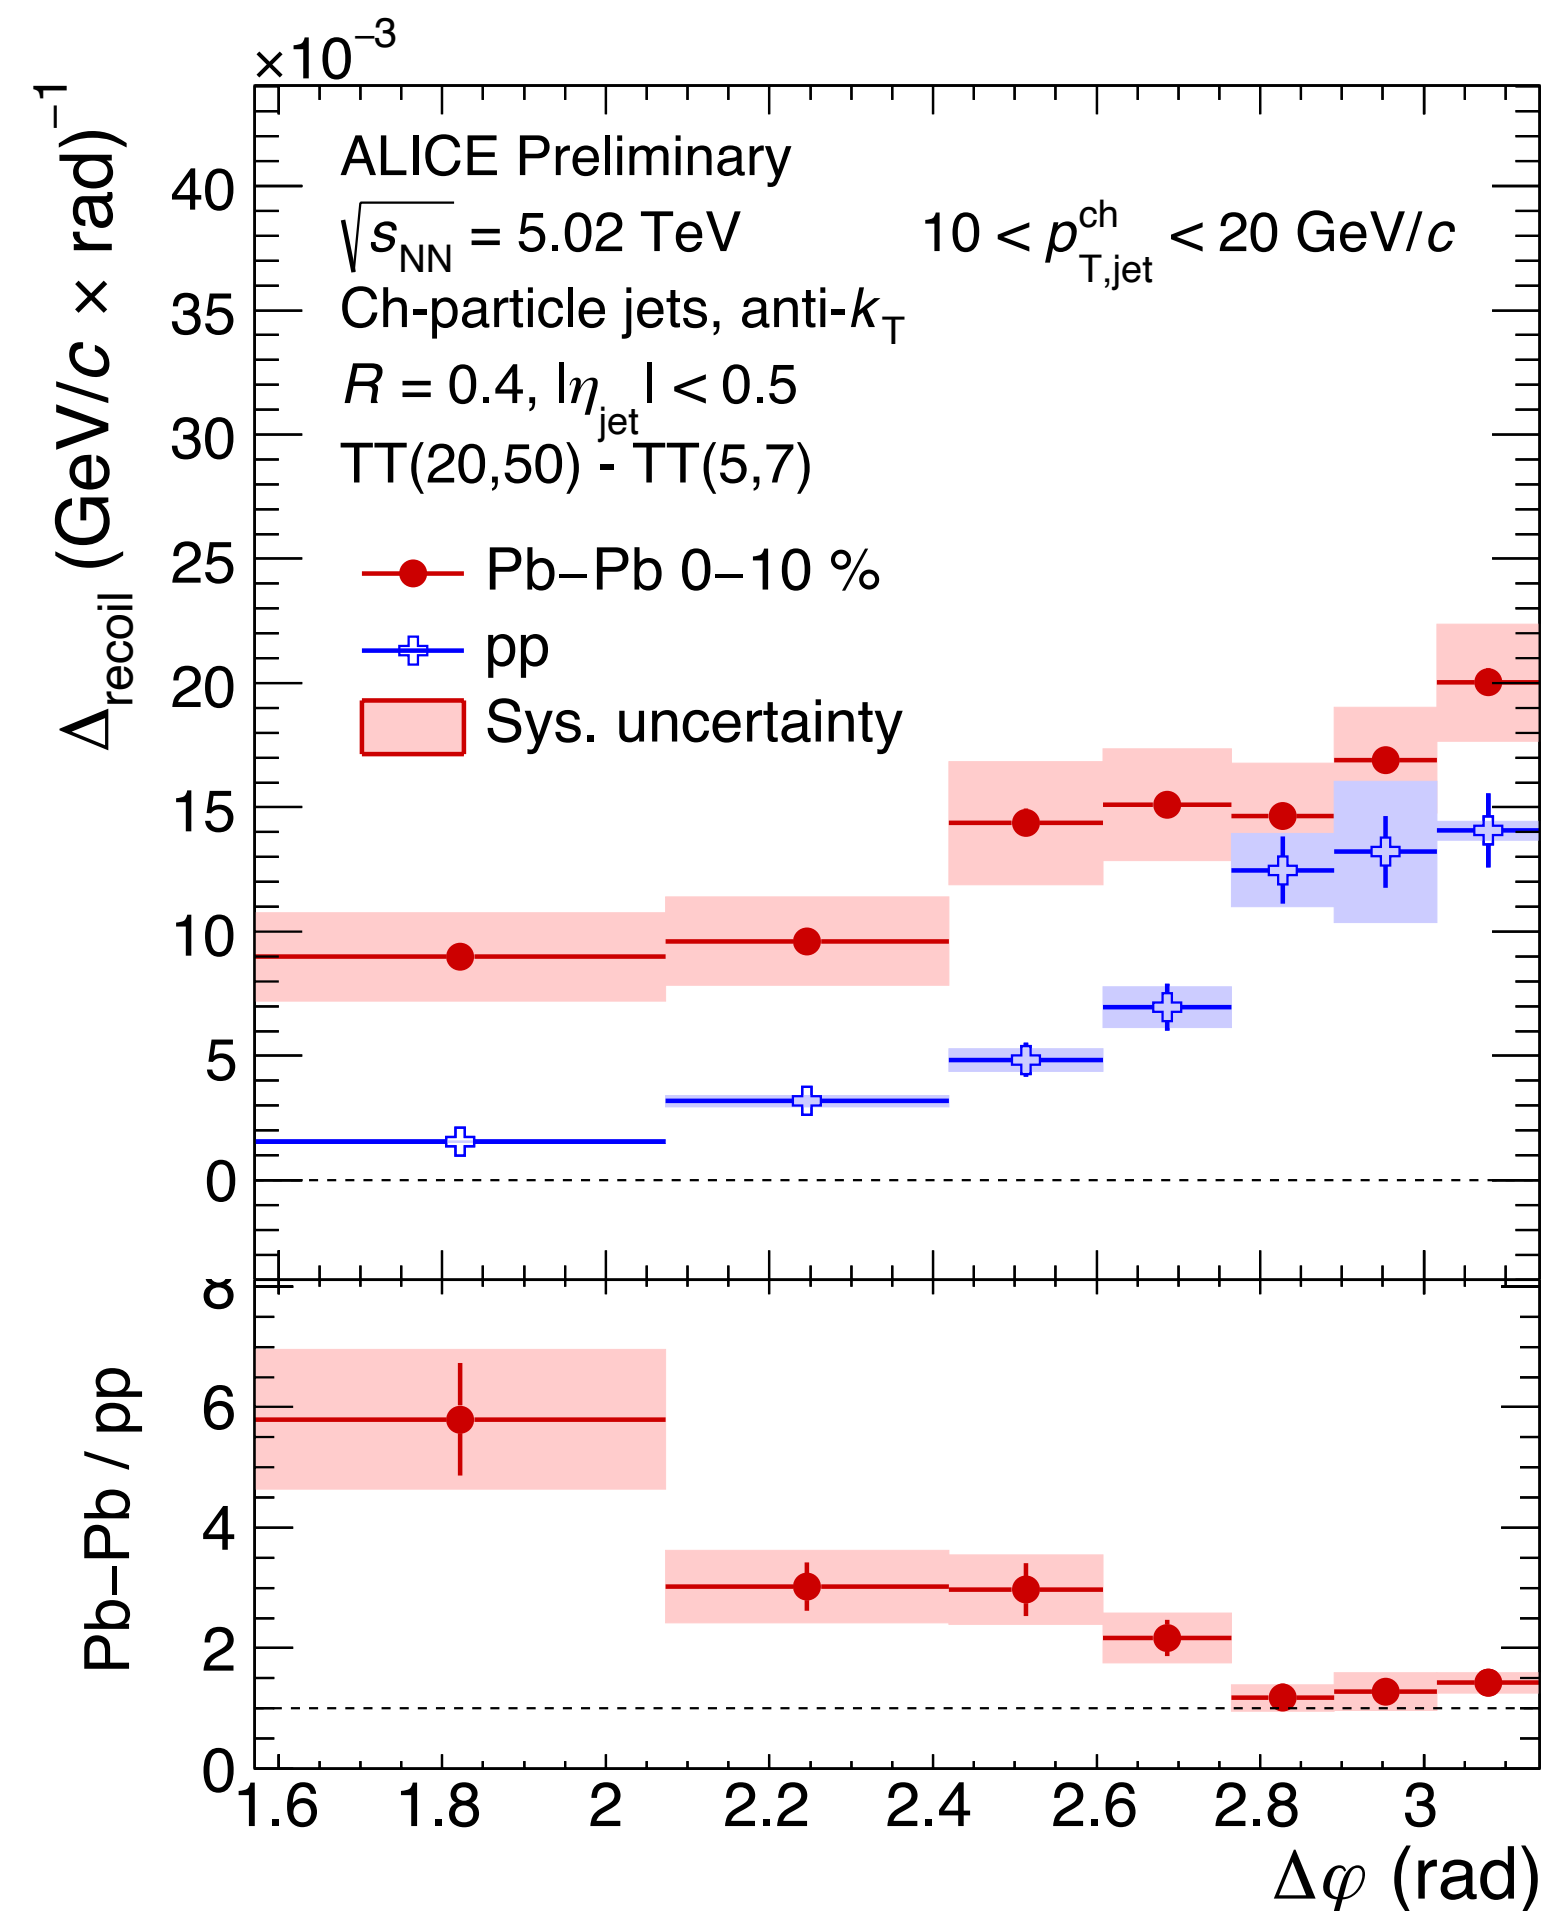 ×10⁻³
Δrecoil (GeV/c × rad)⁻¹
40
35
30
25
20
15
10
5
0
ALICE Preliminary
√sNN = 5.02 TeV
10 < pT,jet^ch < 20 GeV/c
Ch-particle jets, anti-kT
R = 0.4, |ηjet| < 0.5
TT(20,50) - TT(5,7)
Pb–Pb 0–10 %
pp
Sys. uncertainty
Pb–Pb / pp
8
6
4
2
0
1.6 1.8 2 2.2 2.4 2.6 2.8 3
Δφ (rad)